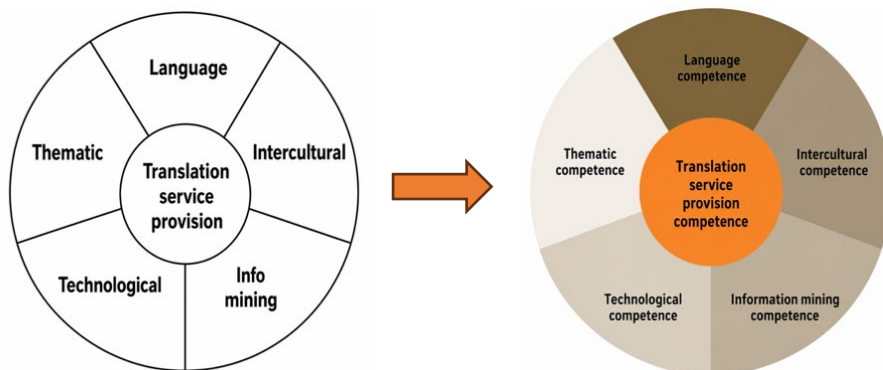 Language
Thematic
Intercultural
Translation
service
provision
Technological
Info
mining
Language
competence
Thematic
competence
Intercultural
competence
Translation
service
provision
competence
Technological
competence
Information mining
competence